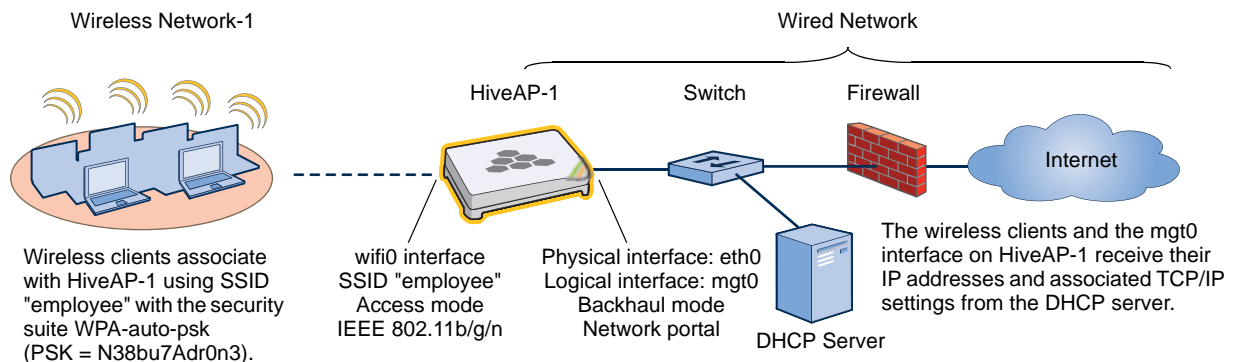 Wireless Network-1
Wired Network
HiveAP-1
Switch
Firewall
Internet
Wireless clients associate
with HiveAP-1 using SSID
"employee" with the security
suite WPA-auto-psk
(PSK = N38bu7Adr0n3).
wifi0 interface
SSID "employee"
Access mode
IEEE 802.11b/g/n
Physical interface: eth0
Logical interface: mgt0
Backhaul mode
Network portal
DHCP Server
The wireless clients and the mgt0
interface on HiveAP-1 receive their
IP addresses and associated TCP/IP
settings from the DHCP server.